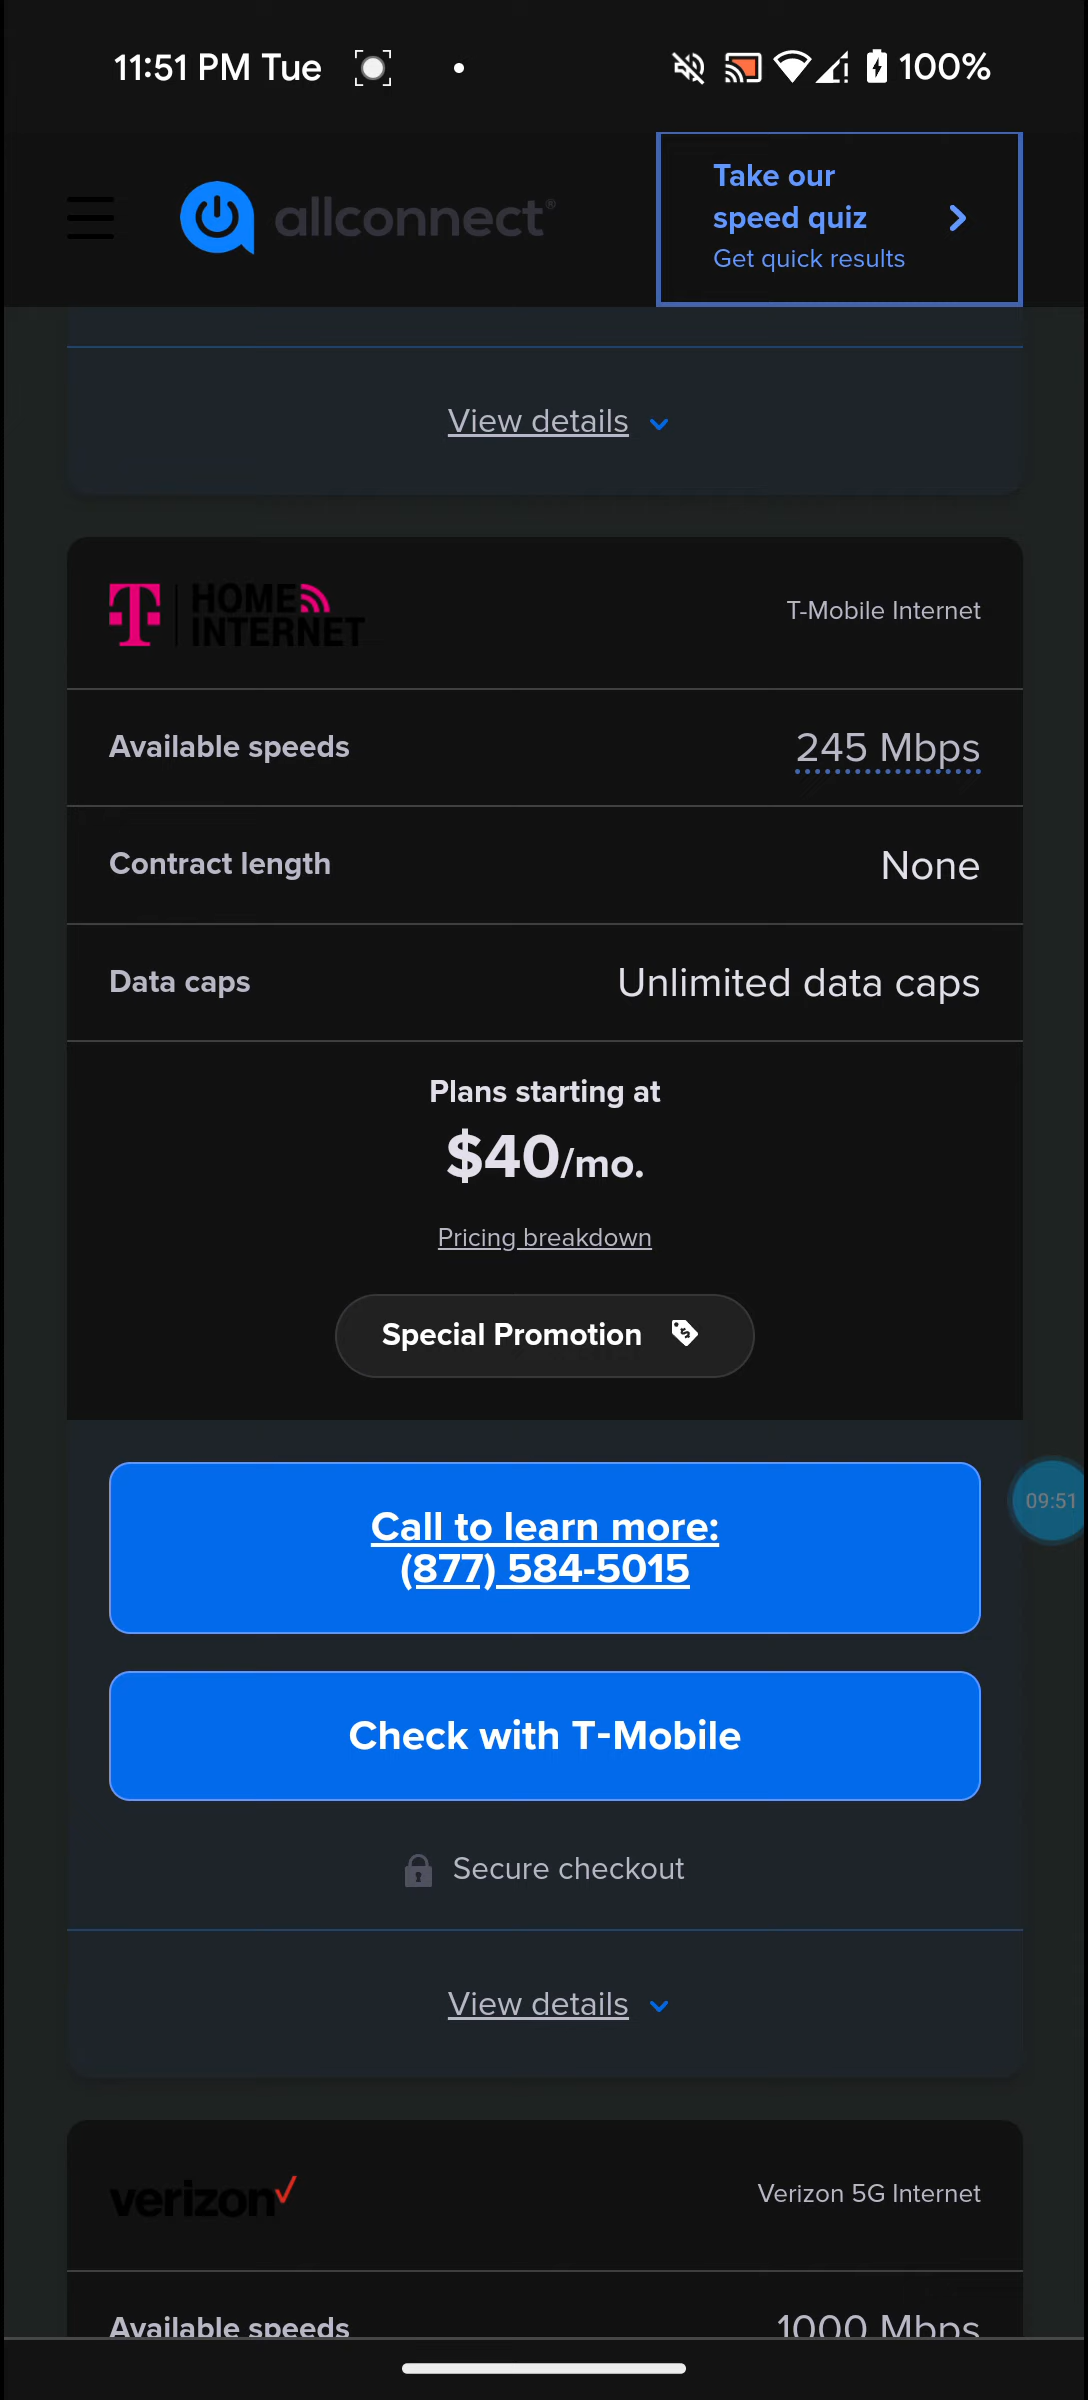 11:51 PM Tue
100%
allconnect®
Take our
speed quiz
Get quick results
View details
T | HOME
INTERNET
T-Mobile Internet
Available speeds
245 Mbps
Contract length
None
Data caps
Unlimited data caps
Plans starting at
$40/mo.
Pricing breakdown
Special Promotion
Call to learn more:
(877) 584-5015
09:51
Check with T-Mobile
Secure checkout
View details
verizon✓
Verizon 5G Internet
Available speeds
1000 Mbps